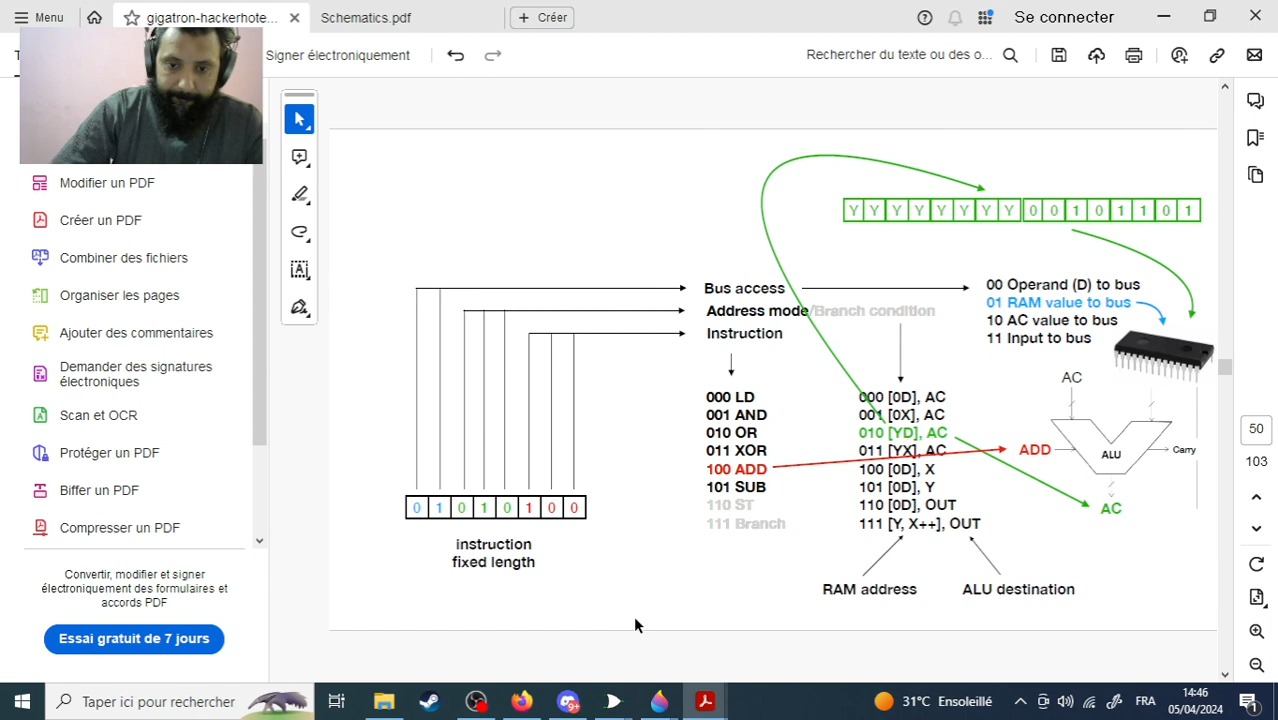 Menu
gigatron-hackerhote...
Schematics.pdf
Créer
Se connecter
T
Signer électroniquement
Rechercher du texte ou des o...
Modifier un PDF
Créer un PDF
Combiner des fichiers
Organiser les pages
Ajouter des commentaires
Demander des signatures
électroniques
Scan et OCR
Protéger un PDF
Biffer un PDF
Compresser un PDF
Convertir, modifier et signer
électroniquement des formulaires et
accords PDF
Essai gratuit de 7 jours
Y Y Y Y Y Y Y Y 0 0 1 0 1 1 0 1
Bus access
Address mode/Branch condition
Instruction
00 Operand (D) to bus
01 RAM value to bus
10 AC value to bus
11 Input to bus
000 LD
001 AND
010 OR
011 XOR
100 ADD
101 SUB
110 ST
111 Branch
000 [0D], AC
001 [0X], AC
010 [YD], AC
011 [YX], AC
100 [0D], X
101 [0D], Y
110 [0D], OUT
111 [Y, X++], OUT
RAM address
ALU destination
AC
ADD
ALU
Carry
AC
0 1 0 1 0 1 0 0
instruction
fixed length
50
103
Taper ici pour rechercher
9+
31°C Ensoleillé
FRA
14:46
05/04/2024
1